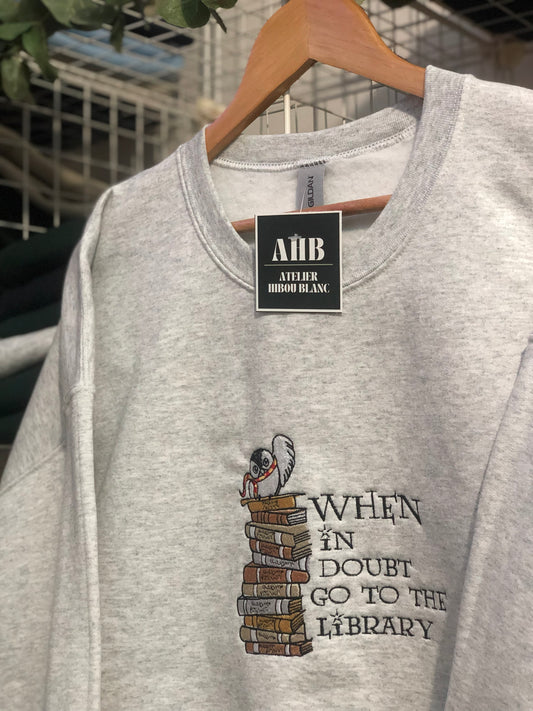 GILDAN
AHB
ATELIER
HIBOU BLANC
WHEN
iN
DOUBT
GO TO THE
LiBRARY